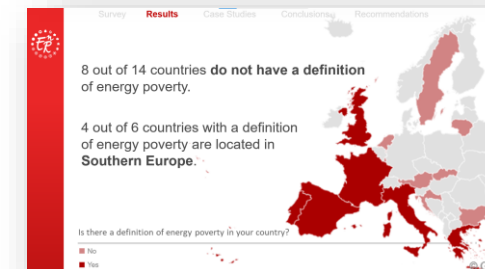 Survey Results Case Studies Conclusions Recommendations
8 out of 14 countries do not have a definition
of energy poverty.
4 out of 6 countries with a definition
of energy poverty are located in
Southern Europe.
Is there a definition of energy poverty in your country?
No
Yes